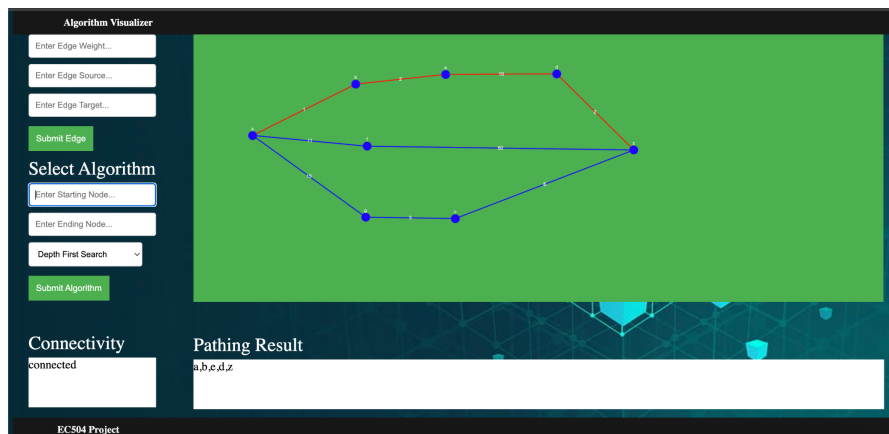 Algorithm Visualizer
Enter Edge Weight...
Enter Edge Source...
Enter Edge Target...
Submit Edge
Select Algorithm
Enter Starting Node...
Enter Ending Node...
Depth First Search
Submit Algorithm
Connectivity
connected
Pathing Result
a,b,e,d,z
EC504 Project